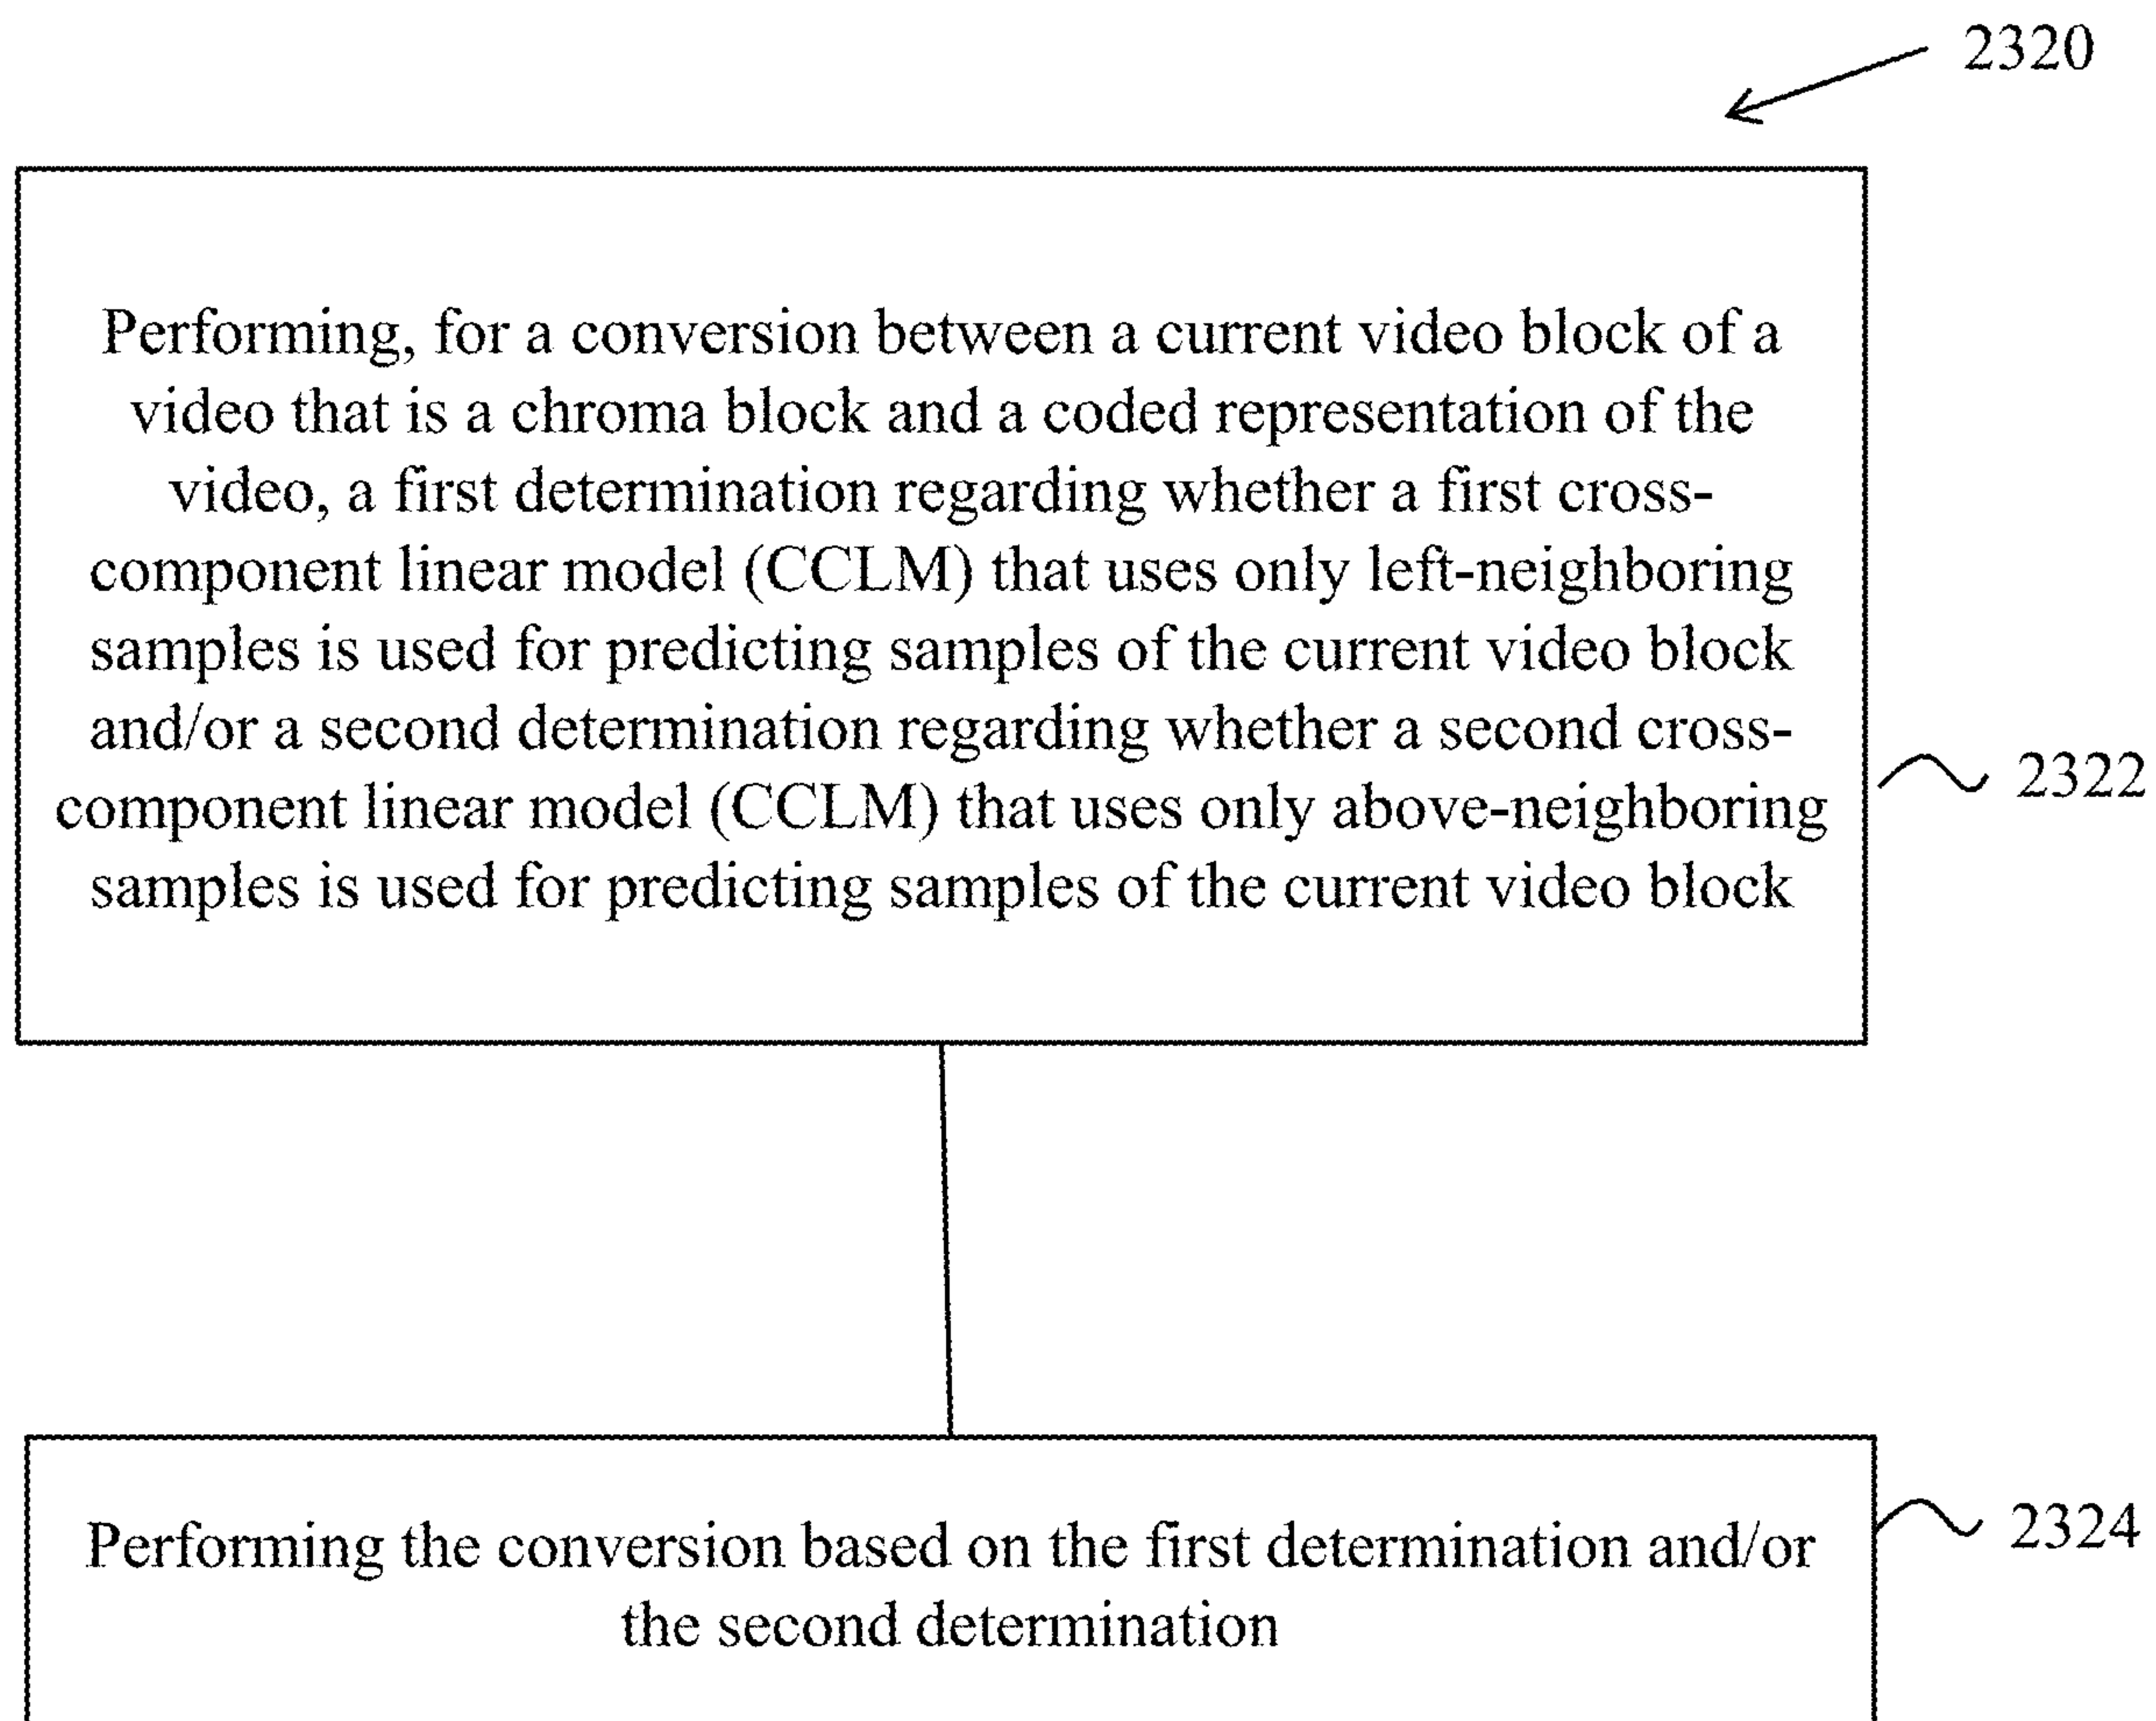 2320
Performing, for a conversion between a current video block of a
video that is a chroma block and a coded representation of the
video, a first determination regarding whether a first cross-
component linear model (CCLM) that uses only left-neighboring
samples is used for predicting samples of the current video block
and/or a second determination regarding whether a second cross-
component linear model (CCLM) that uses only above-neighboring
samples is used for predicting samples of the current video block
2322
Performing the conversion based on the first determination and/or
the second determination
2324